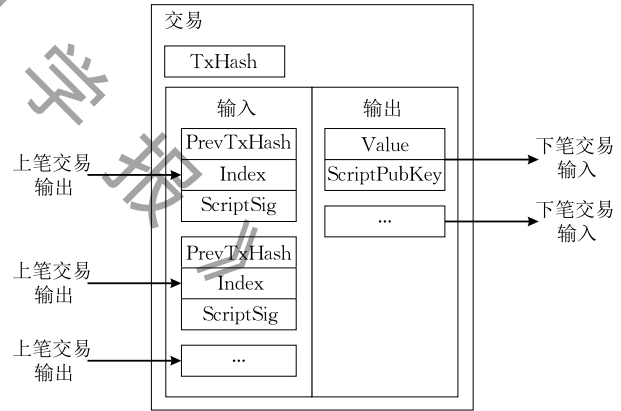 交易
TxHash
输入
输出
PrevTxHash
Index
ScriptSig
PrevTxHash
Index
ScriptSig
...
Value
ScriptPubKey
...
上笔交易
输出
上笔交易
输出
上笔交易
输出
下笔交易
输入
下笔交易
输入
学报》